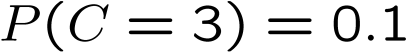 P(C = 3) = 0.1